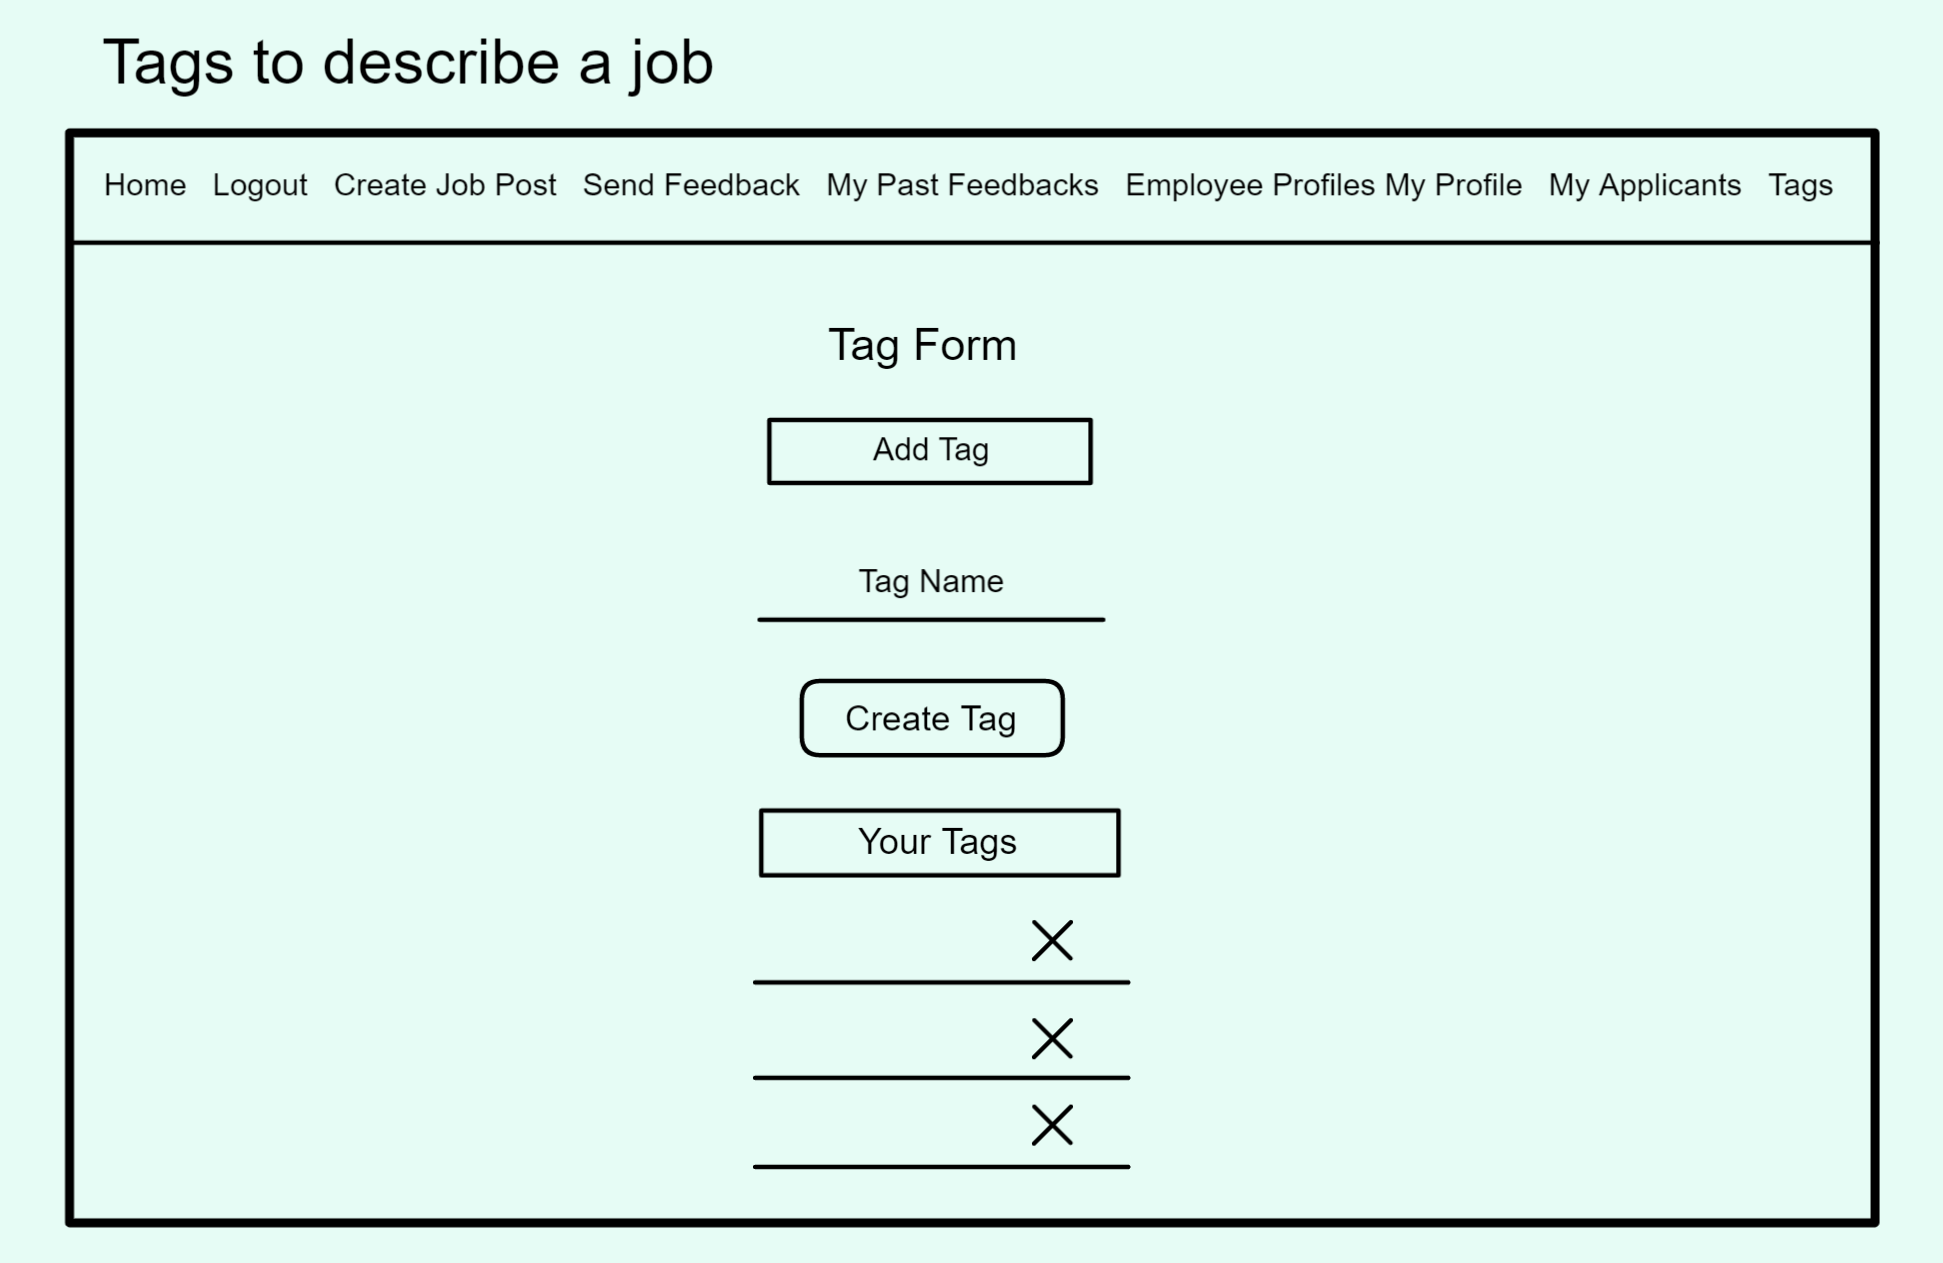 Tags to describe a job
Home Logout Create Job Post Send Feedback My Past Feedbacks Employee Profiles My Profile My Applicants Tags
Tag Form
Add Tag
Tag Name
Create Tag
Your Tags